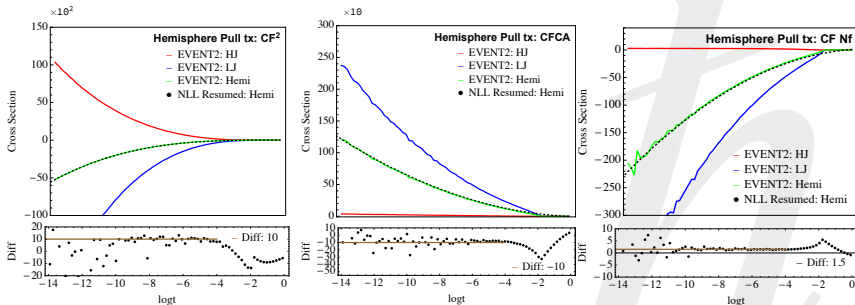 ×10²
Hemisphere Pull tx: CF²
EVENT2: HJ
EVENT2: LJ
EVENT2: Hemi
NLL Resumed: Hemi
Cross Section
150
100
50
0
-50
-100
Diff
20
10
0
-10
-20
Diff: 10
-14 -12 -10 -8 -6 -4 -2 0
logt
×10
Hemisphere Pull tx: CFCA
EVENT2: HJ
EVENT2: LJ
EVENT2: Hemi
NLL Resumed: Hemi
Cross Section
300
250
200
150
100
50
0
Diff
10
0
-10
-20
-30
-50
Diff: -10
-14 -12 -10 -8 -6 -4 -2 0
logt
Hemisphere Pull tx: CF Nf
Cross Section
0
-50
-100
-150
-200
-250
-300
EVENT2: HJ
EVENT2: LJ
EVENT2: Hemi
NLL Resumed: Hemi
Diff
10
5
0
-5
-10
Diff: 1.5
-14 -12 -10 -8 -6 -4 -2 0
logt